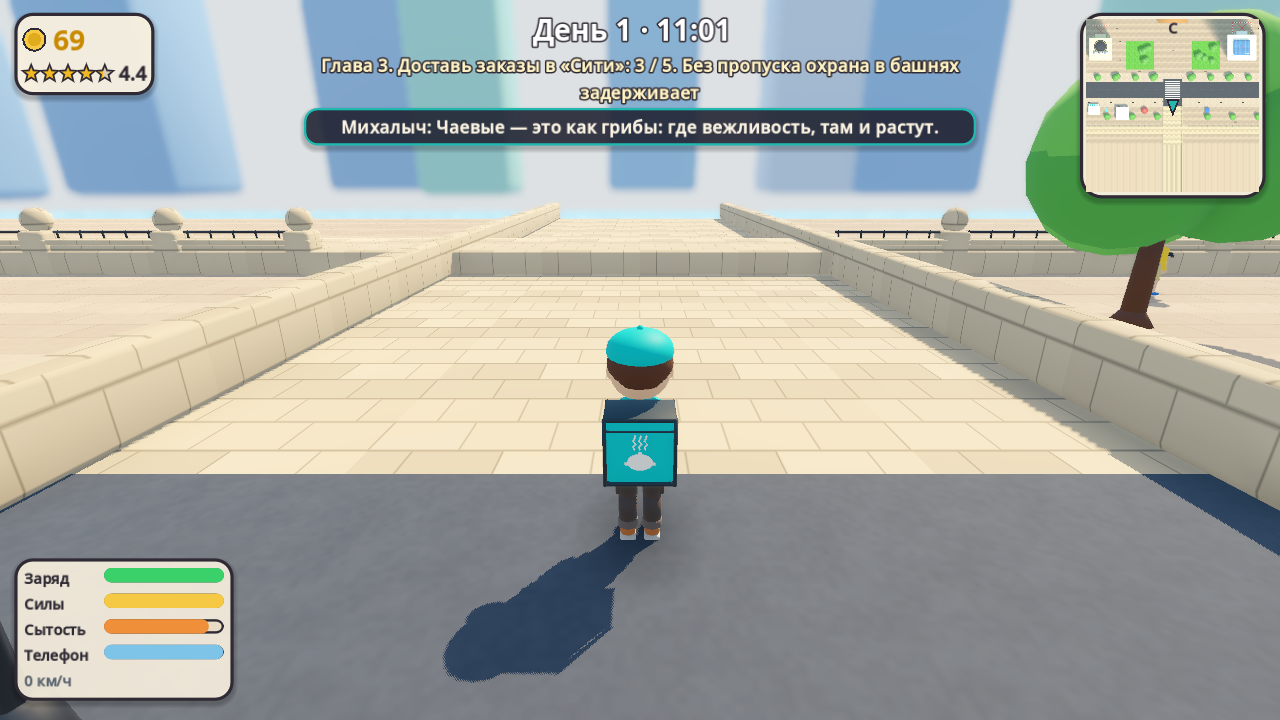 69
4.4
День 1 · 11:01
Глава 3. Доставь заказы в «Сити»: 3 / 5. Без пропуска охрана в башнях
задерживает
Михалыч: Чаевые — это как грибы: где вежливость, там и растут.
С
Заряд
Силы
Сытость
Телефон
0 км/ч